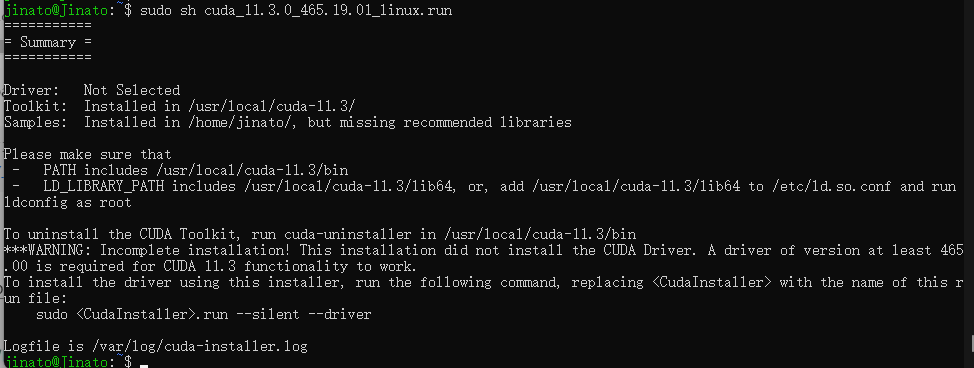 jinato@Jinato:~$ sudo sh cuda_11.3.0_465.19.01_linux.run
===========
= Summary =
===========
Driver:   Not Selected
Toolkit:  Installed in /usr/local/cuda-11.3/
Samples:  Installed in /home/jinato/, but missing recommended libraries
Please make sure that
 -   PATH includes /usr/local/cuda-11.3/bin
 -   LD_LIBRARY_PATH includes /usr/local/cuda-11.3/lib64, or, add /usr/local/cuda-11.3/lib64 to /etc/ld.so.conf and run
ldconfig as root
To uninstall the CUDA Toolkit, run cuda-uninstaller in /usr/local/cuda-11.3/bin
***WARNING: Incomplete installation! This installation did not install the CUDA Driver. A driver of version at least 465
.00 is required for CUDA 11.3 functionality to work.
To install the driver using this installer, run the following command, replacing <CudaInstaller> with the name of this r
un file:
    sudo <CudaInstaller>.run --silent --driver
Logfile is /var/log/cuda-installer.log
jinato@Jinato:~$